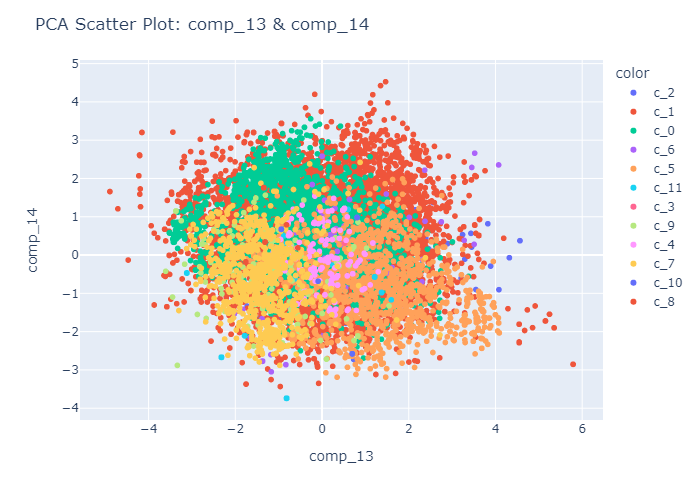 PCA Scatter Plot: comp_13 & comp_14
color
c_2
c_1
c_0
c_6
c_5
c_11
c_3
c_9
c_4
c_7
c_10
c_8
comp_14
5
4
3
2
1
0
−1
−2
−3
−4
−4
−2
0
2
4
6
comp_13